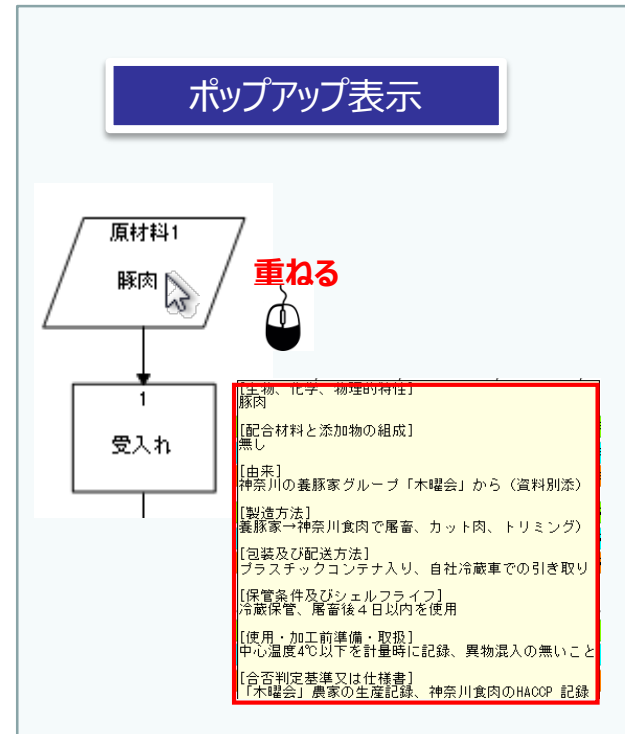 ポップアップ表示
原材料1
豚肉
重ねる
1
受入れ
[生物、化学、物理的特性]
豚肉
[配合材料と添加物の組成]
無し
[由来]
神奈川の養豚家グループ「木曜会」から（資料別添）
[製造方法]
養豚家→神奈川食肉で屠畜、カット肉、トリミング）
[包装及び配送方法]
プラスチックコンテナ入り、自社冷蔵車での引き取り
[保管条件及びシェルフライフ]
冷蔵保管、屠畜後４日以内を使用
[使用・加工前準備・取扱]
中心温度4℃以下を計量時に記録、異物混入の無いこと
[合否判定基準又は仕様書]
「木曜会」農家の生産記録、神奈川食肉のHACCP 記録